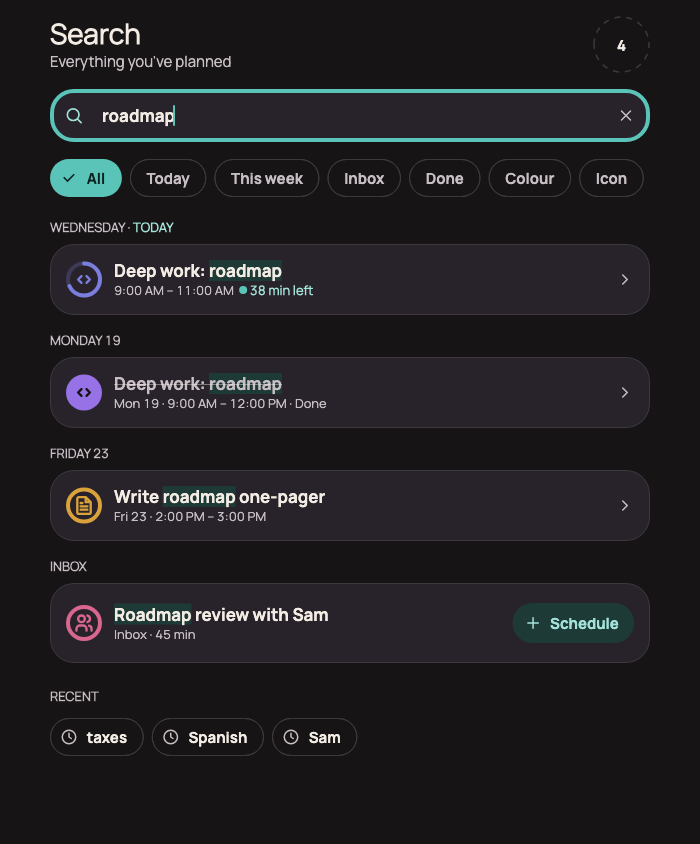 Search
Everything you've planned
4
roadmap
All
Today
This week
Inbox
Done
Colour
Icon
WEDNESDAY · TODAY
Deep work: roadmap
9:00 AM – 11:00 AM 38 min left
MONDAY 19
Deep work: roadmap
Mon 19 · 9:00 AM – 12:00 PM · Done
FRIDAY 23
Write roadmap one-pager
Fri 23 · 2:00 PM – 3:00 PM
INBOX
Roadmap review with Sam
Inbox · 45 min
Schedule
RECENT
taxes
Spanish
Sam